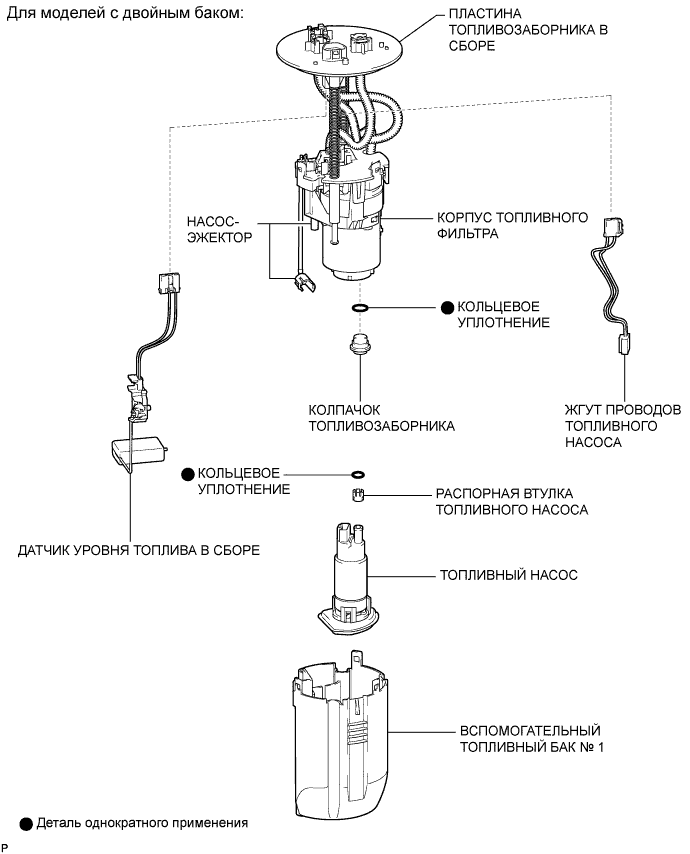 Для моделей с двойным баком:
ПЛАСТИНА
ТОПЛИВОЗАБОРНИКА В
СБОРЕ
НАСОС-
ЭЖЕКТОР
КОРПУС ТОПЛИВНОГО
ФИЛЬТРА
● КОЛЬЦЕВОЕ
УПЛОТНЕНИЕ
КОЛПАЧОК
ТОПЛИВОЗАБОРНИКА
ЖГУТ ПРОВОДОВ
ТОПЛИВНОГО
НАСОСА
● КОЛЬЦЕВОЕ
УПЛОТНЕНИЕ
РАСПОРНАЯ ВТУЛКА
ТОПЛИВНОГО НАСОСА
ДАТЧИК УРОВНЯ ТОПЛИВА В СБОРЕ
ТОПЛИВНЫЙ НАСОС
ВСПОМОГАТЕЛЬНЫЙ
ТОПЛИВНЫЙ БАК № 1
● Деталь однократного применения
P